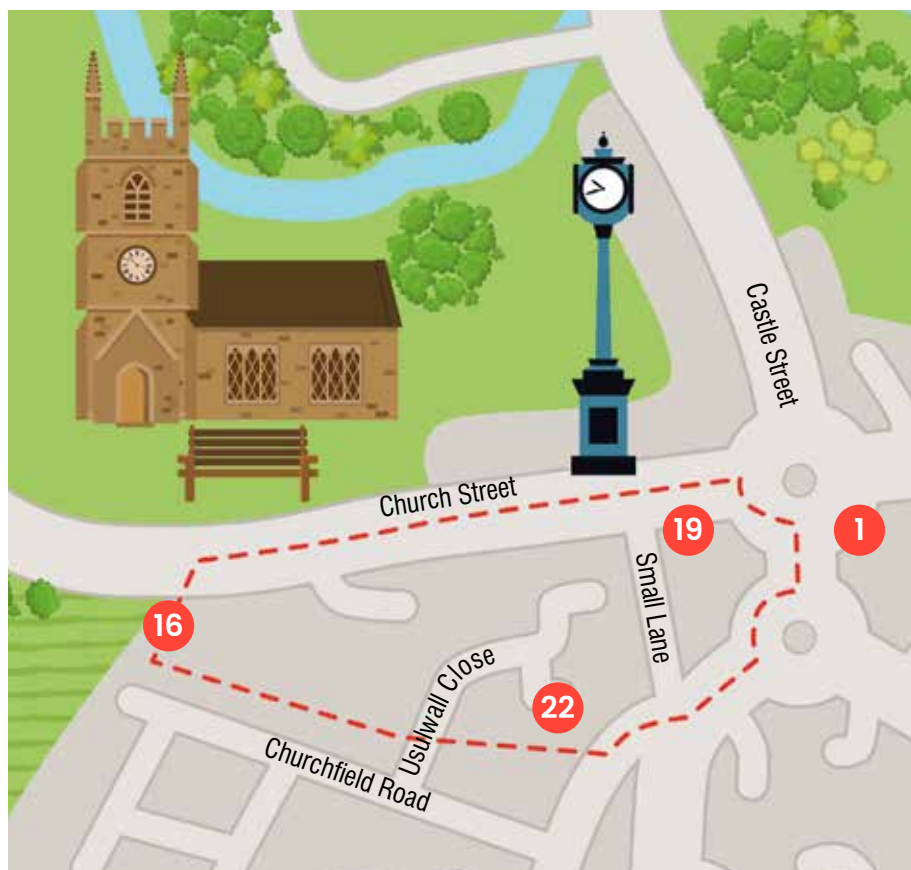 Castle Street
Church Street
19
1
Small Lane
16
Usulwall Close
22
Churchfield Road